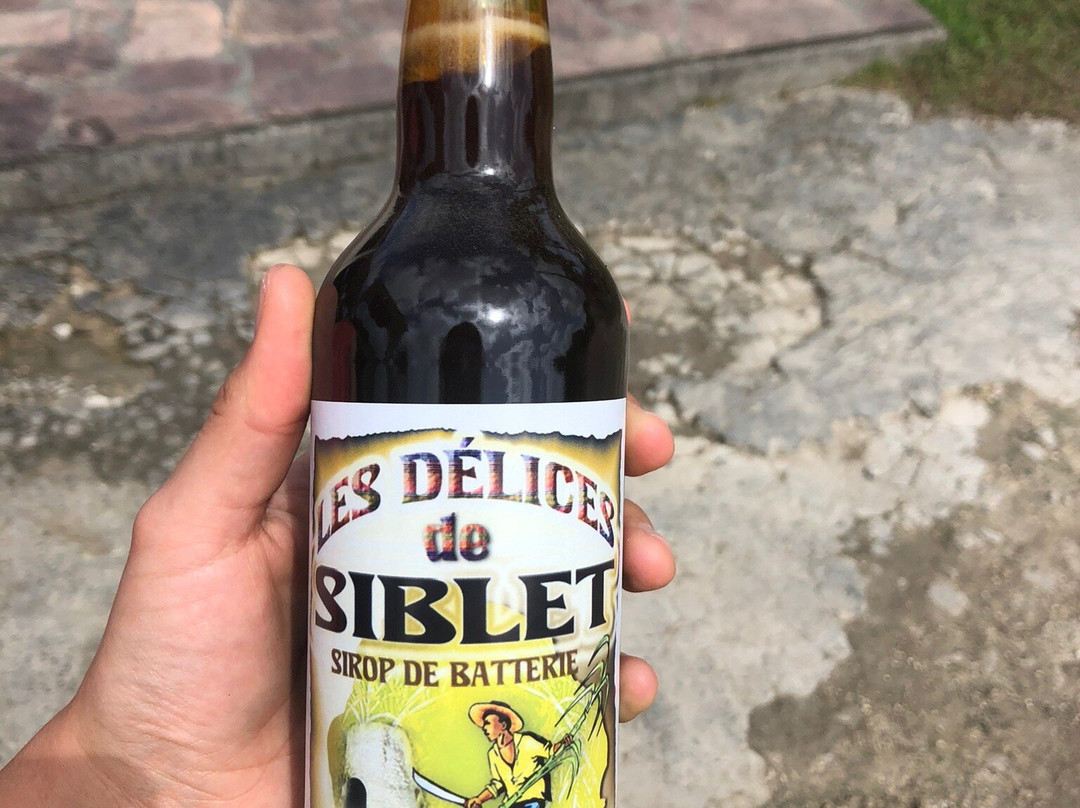 LES DÉLICES
de
SIBLET
SIROP DE BATTERIE